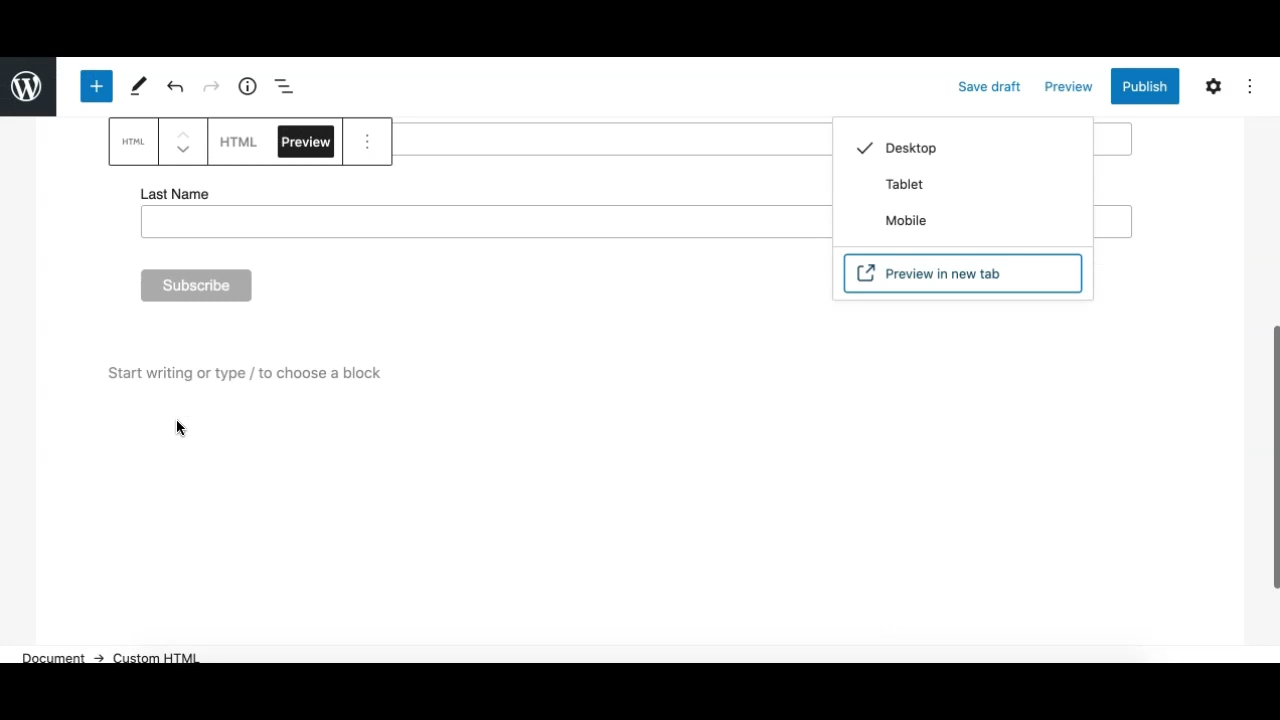 Save draft
Preview
Publish
HTML
HTML
Preview
Desktop
Tablet
Mobile
Preview in new tab
Last Name
Subscribe
Start writing or type / to choose a block
Document → Custom HTML